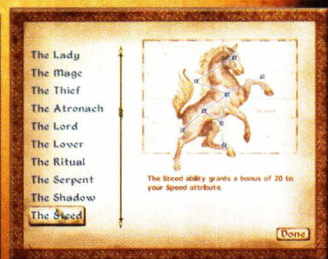 The Lady
The Mage
The Thief
The Atronach
The Lord
The Lover
The Ritual
The Serpent
The Shadow
The Steed
The Steed ability grants a bonus of 20 to
your Speed attribute.
Done